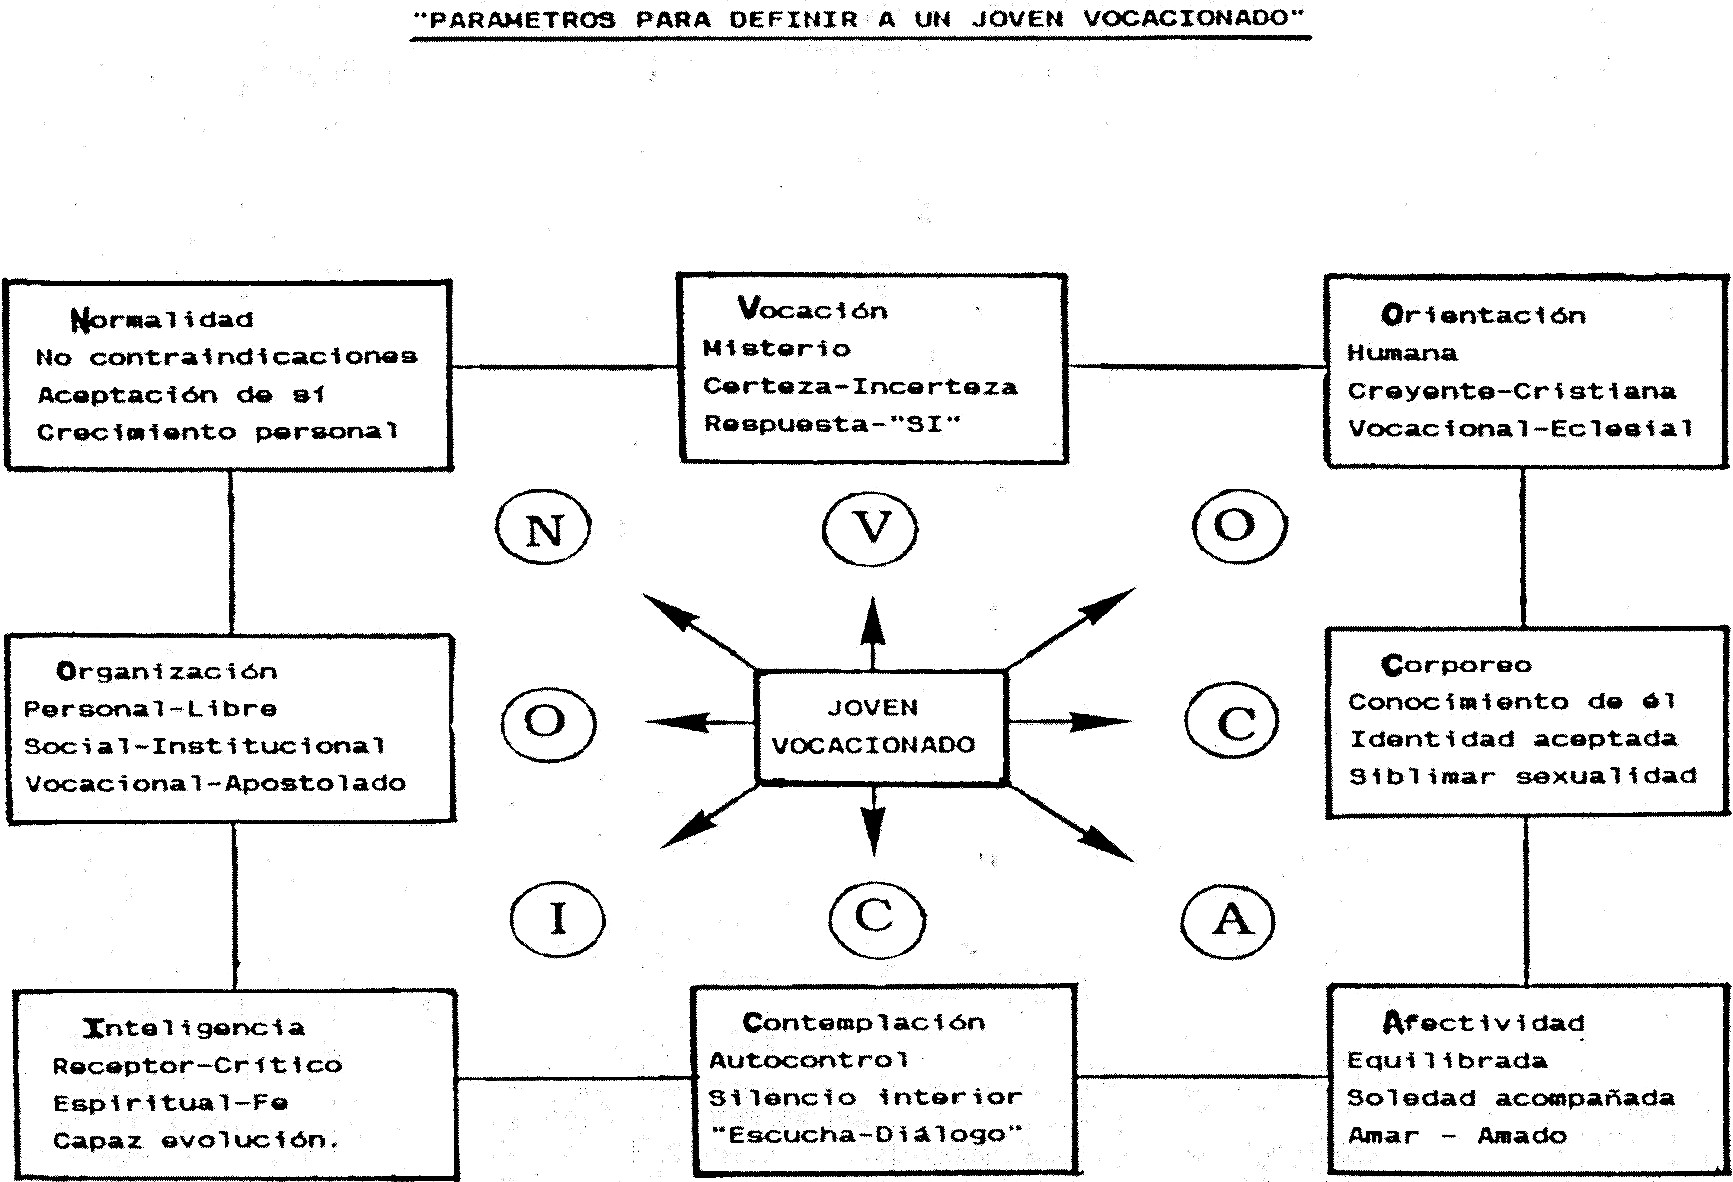 "PARAMETROS PARA DEFINIR A UN JOVEN VOCACIONADO"
Normalidad
No contraindicaciones
Aceptación de sí
Crecimiento personal
Vocación
Misterio
Certeza-Incerteza
Respuesta-"SI"
Orientación
Humana
Creyente-Cristiana
Vocacional-Eclesial
N
V
O
Organización
Personal-Libre
Social-Institucional
Vocacional-Apostolado
O
JOVEN
VOCACIONADO
C
Corporeo
Conocimiento de él
Identidad aceptada
Siblimar sexualidad
I
C
A
Inteligencia
Receptor-Crítico
Espiritual-Fe
Capaz evolución.
Contemplación
Autocontrol
Silencio interior
"Escucha-Diálogo"
Afectividad
Equilibrada
Soledad acompañada
Amar - Amado